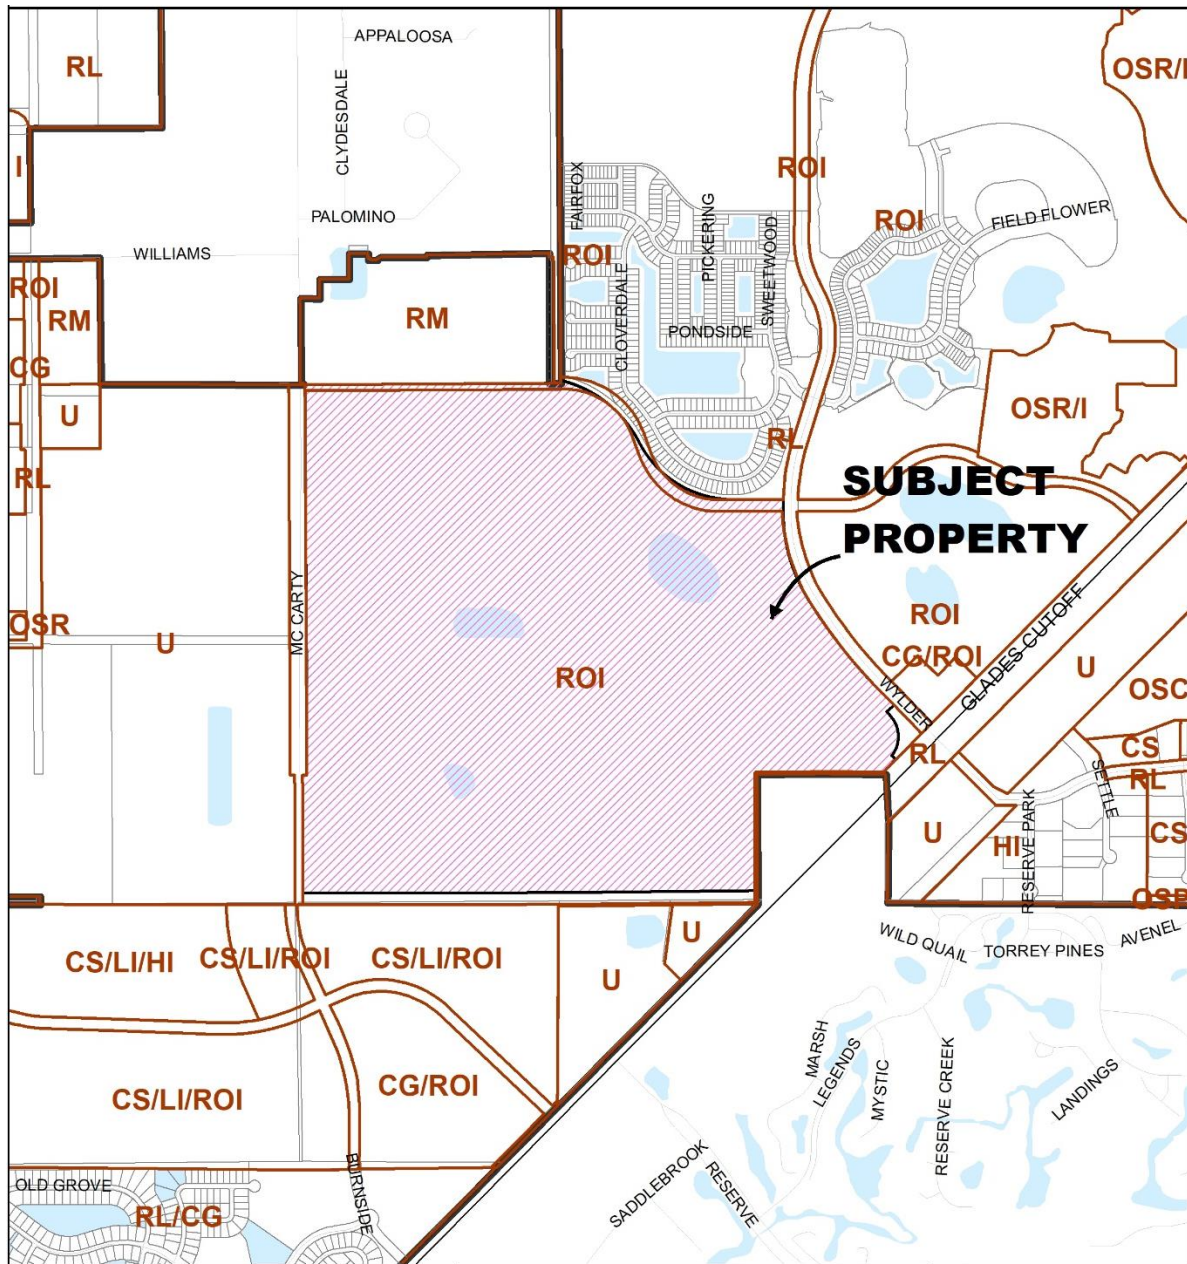 APPALOOSA
RL
OSR/I
CLYDESDALE
I
ROI
FAIRFOX
PALOMINO
PICKERING
SWEETWOOD
ROI
FIELD FLOWER
WILLIAMS
ROI
ROI
RM
RM
CLOVERDALE
PONDSIDE
CG
U
OSR/I
RL
RL
SUBJECT
PROPERTY
MC CARTY
OSR
U
ROI
GLADES CUTOFF
CG/ROI
U
ROI
WYLDER
OSC
RL
CS
SETTLE
RL
U
HI
RESERVE PARK
CS
WILD QUAIL
TORREY PINES
AVENEL
CS/LI/HI
CS/LI/ROI
CS/LI/ROI
U
U
MARSH
LEGENDS
MYSTIC
RESERVE CREEK
LANDINGS
CS/LI/ROI
CG/ROI
SADDLEBROOK
RESERVE
OLD GROVE
RL/CG
BURNSIDE